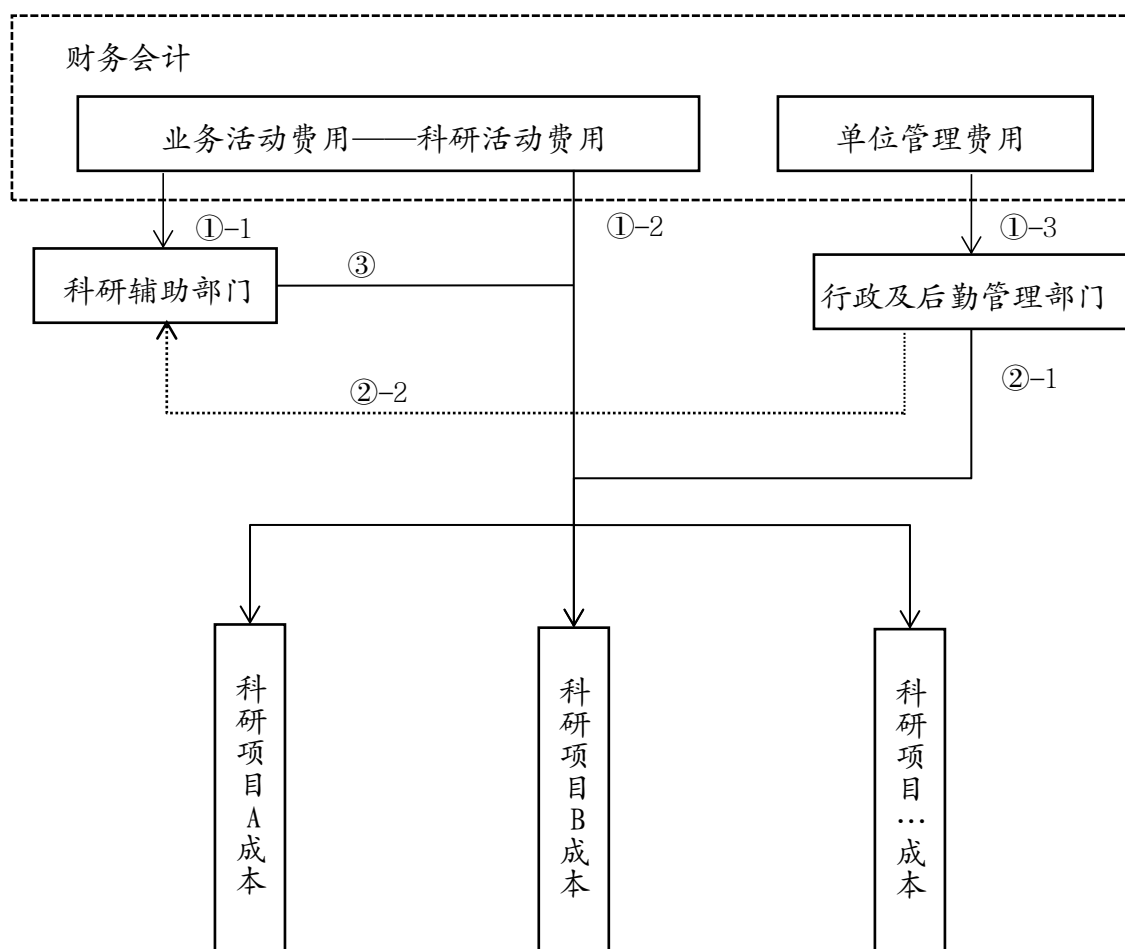 财务会计
业务活动费用——科研活动费用
单位管理费用
①-1
①-2
①-3
科研辅助部门
③
行政及后勤管理部门
②-2
②-1
科研项目A成本
科研项目B成本
科研项目…成本